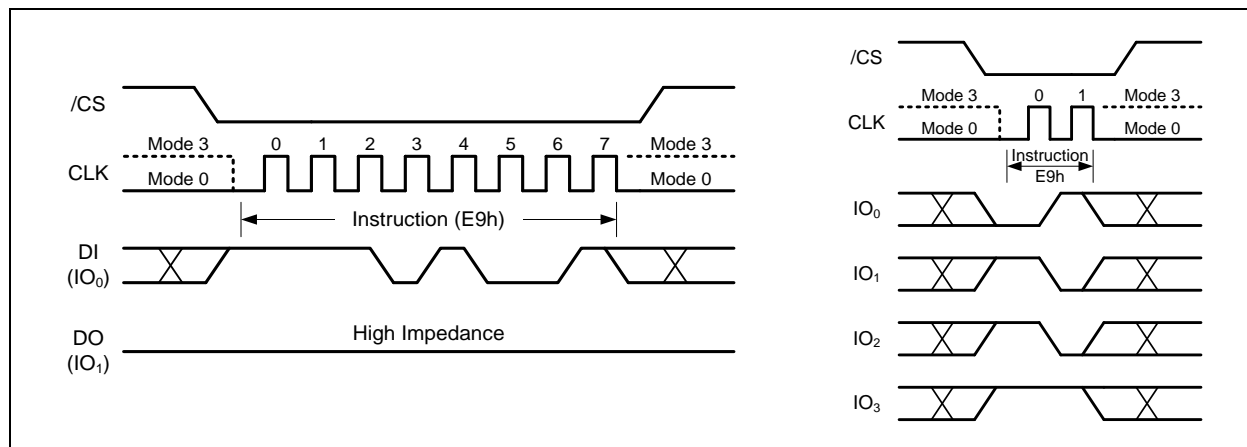 /CS
Mode 3 0 1 2 3 4 5 6 7 Mode 3
CLK
Mode 0 Mode 0
Instruction (E9h)
DI
(IO₀)
High Impedance
DO
(IO₁)
/CS
Mode 3 0 1 Mode 3
CLK
Mode 0 Mode 0
Instruction
E9h
IO₀
IO₁
IO₂
IO₃